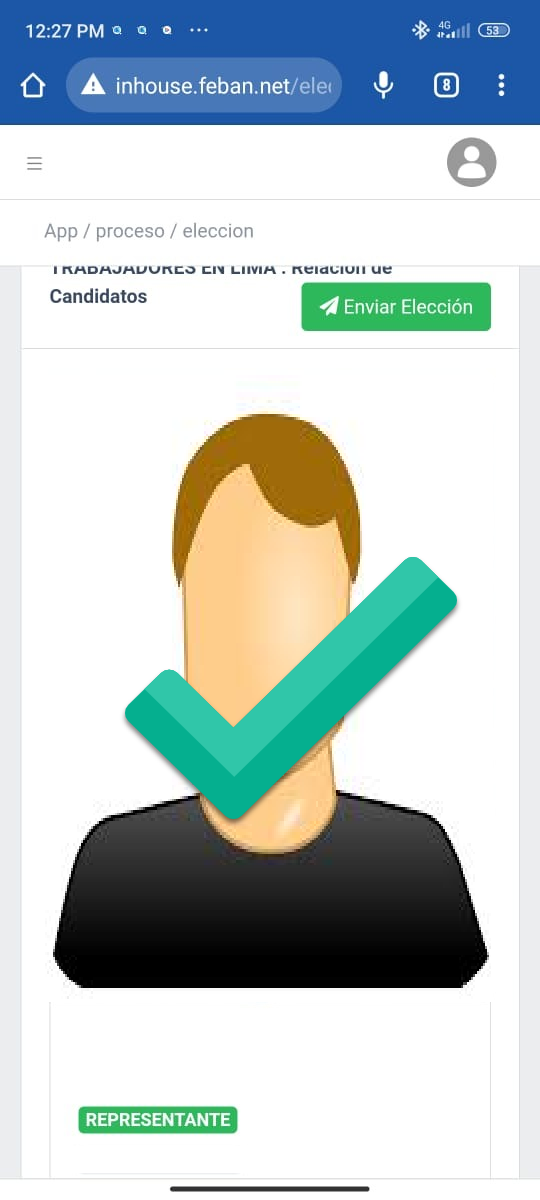 12:27 PM
4G
53
inhouse.feban.net/elec
8
App / proceso / eleccion
TRABAJADORES EN LIMA : Relación de
Candidatos
Enviar Elección
REPRESENTANTE